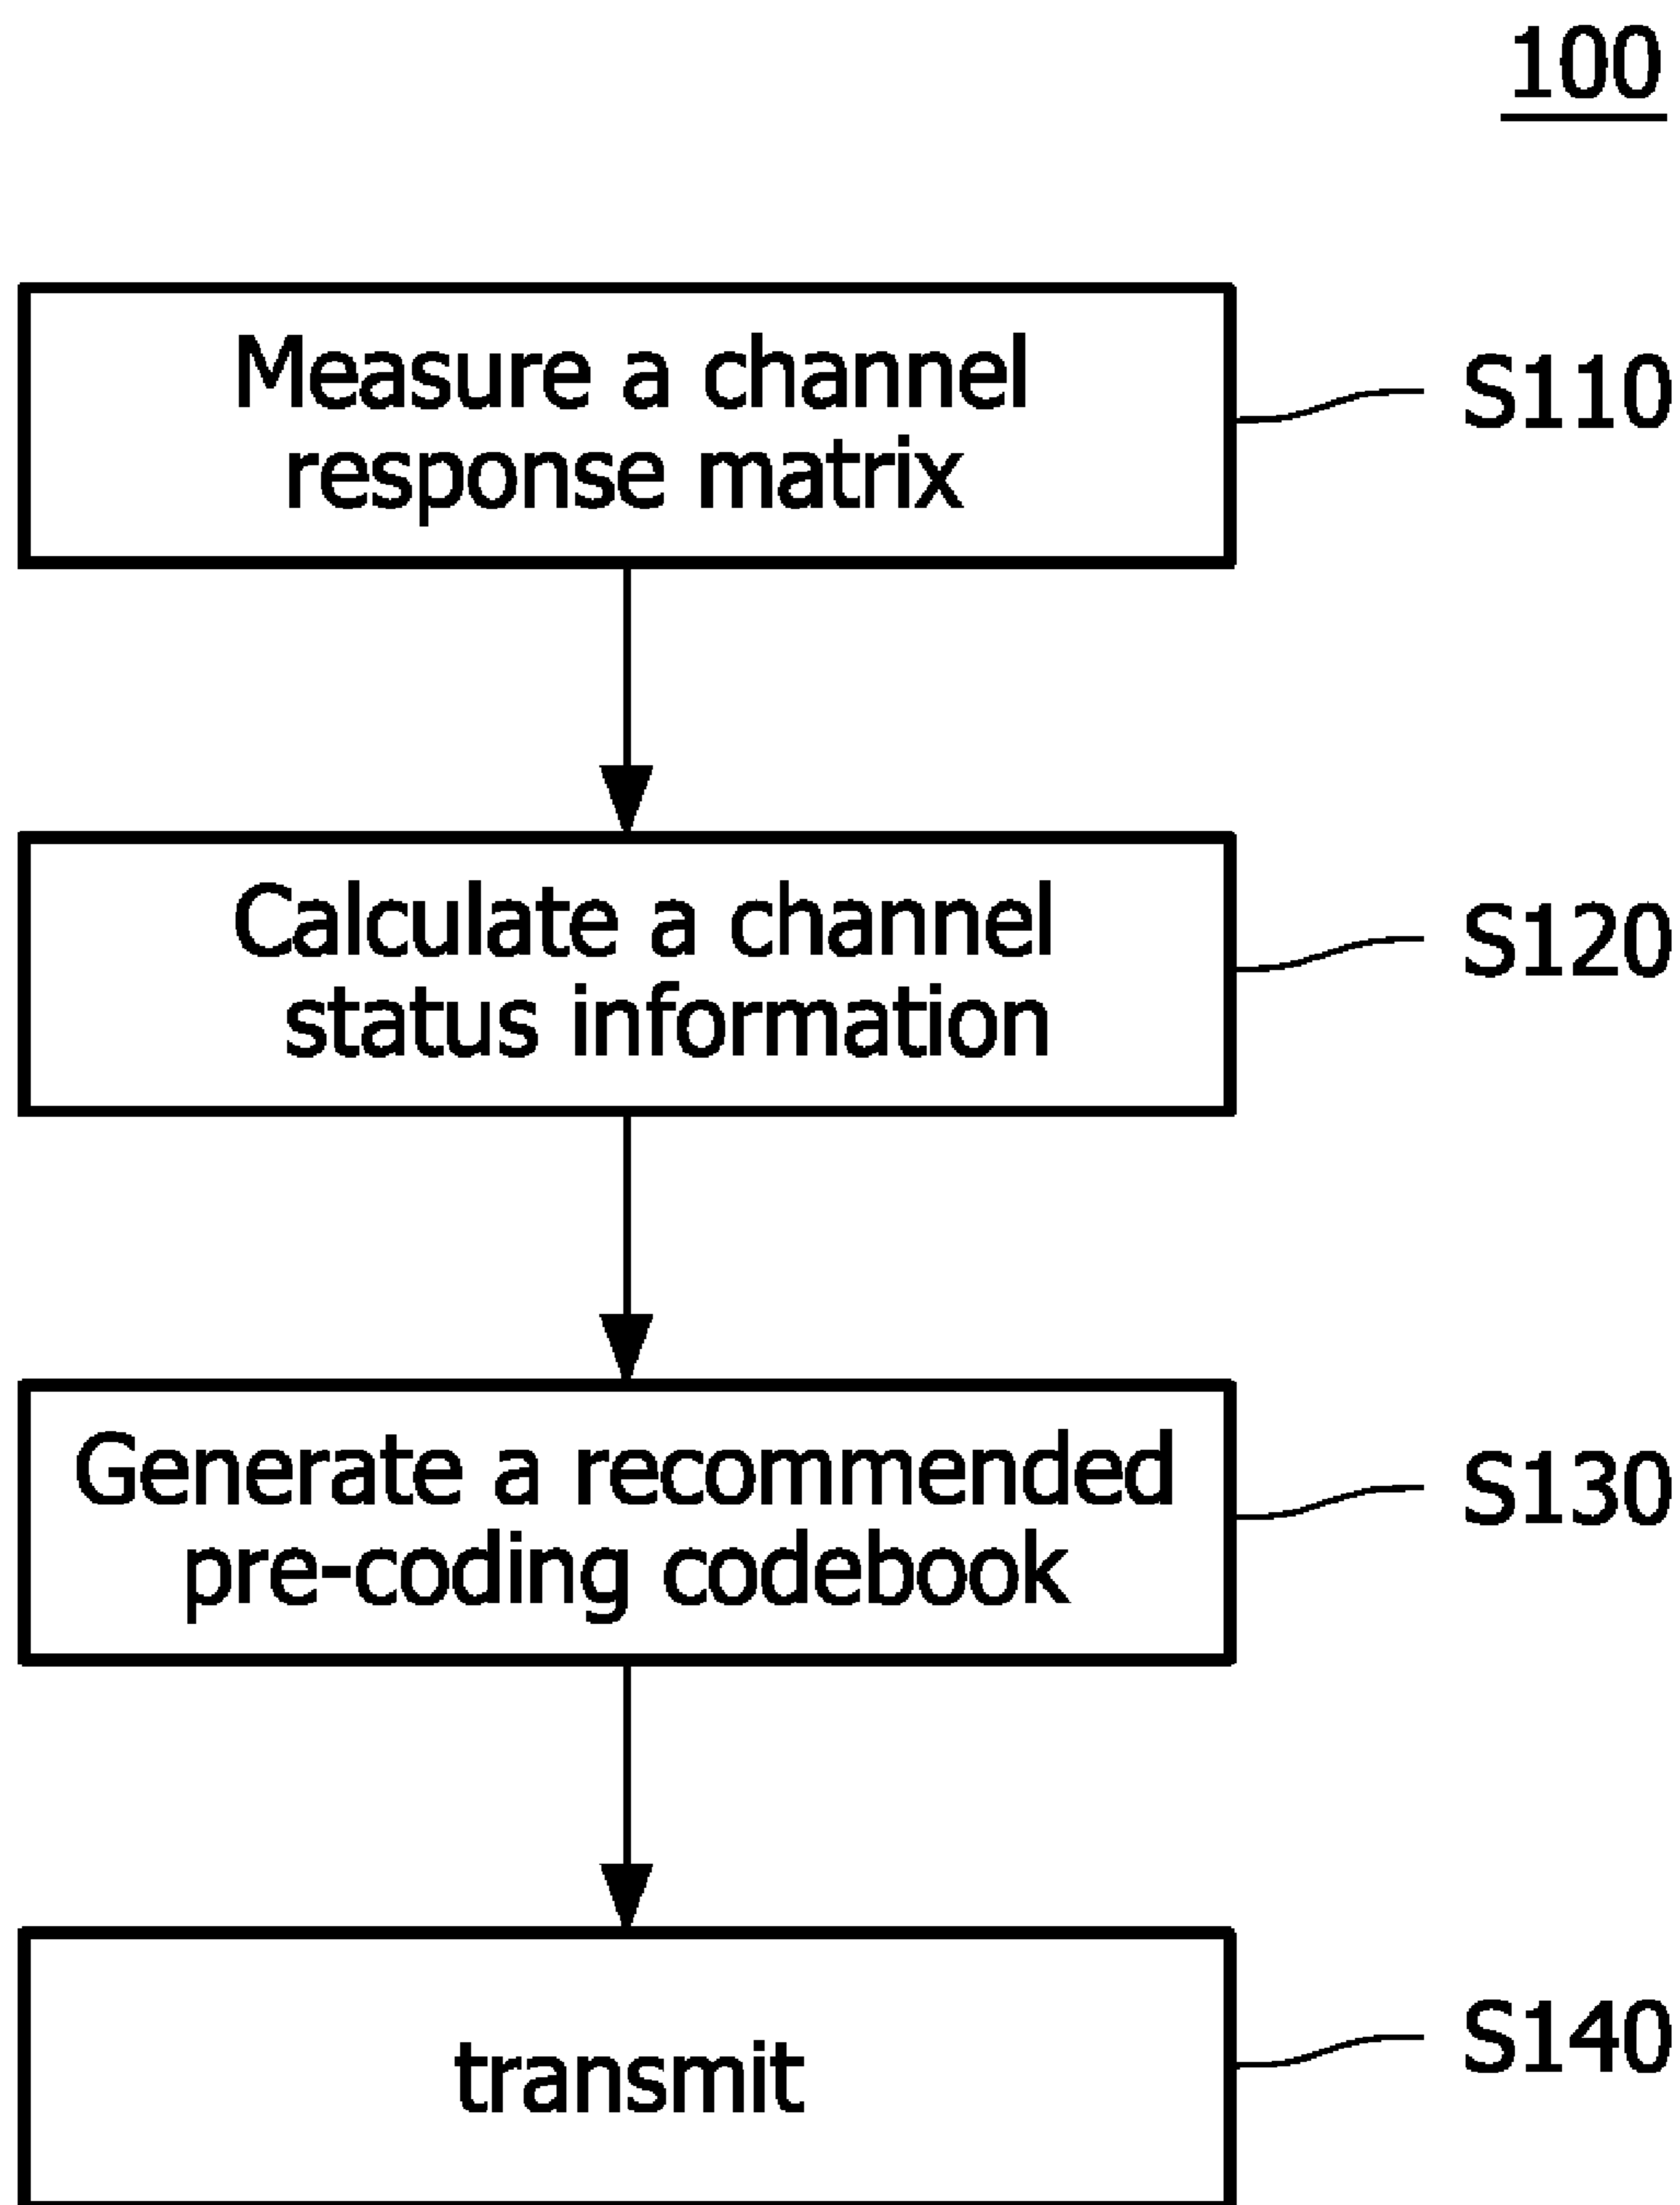 100
Measure a channel
response matrix
S110
Calculate a channel
status information
S120
Generate a recommended
pre-coding codebook
S130
transmit
S140